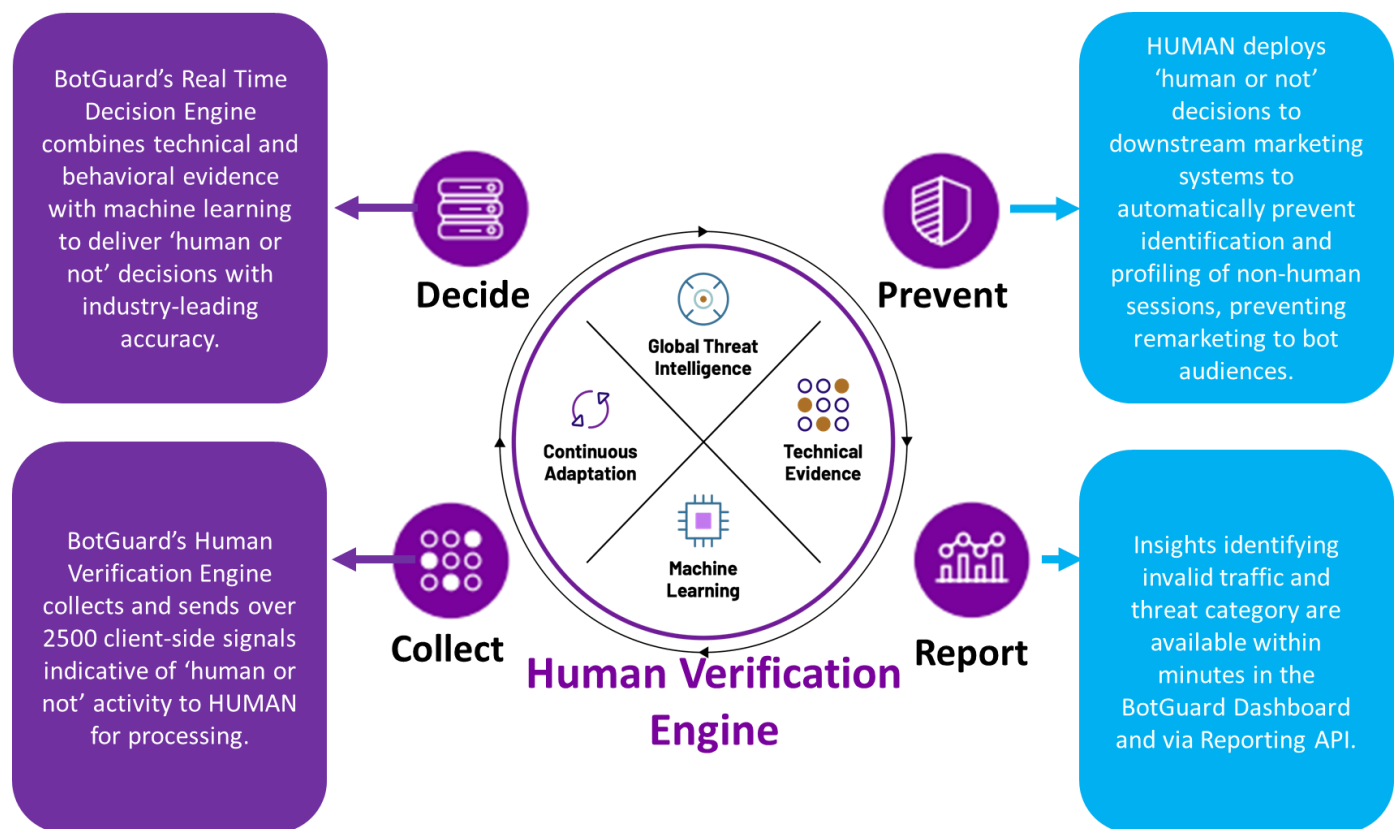 BotGuard's Real Time
Decision Engine
combines technical and
behavioral evidence
with machine learning
to deliver 'human or
not' decisions with
industry-leading
accuracy.
Decide
Prevent
HUMAN deploys
'human or not'
decisions to
downstream marketing
systems to
automatically prevent
identification and
profiling of non-human
sessions, preventing
remarketing to bot
audiences.
Global Threat
Intelligence
Continuous
Adaptation
Technical
Evidence
Machine
Learning
BotGuard's Human
Verification Engine
collects and sends over
2500 client-side signals
indicative of 'human or
not' activity to HUMAN
for processing.
Collect
Human Verification
Engine
Report
Insights identifying
invalid traffic and
threat category are
available within
minutes in the
BotGuard Dashboard
and via Reporting API.